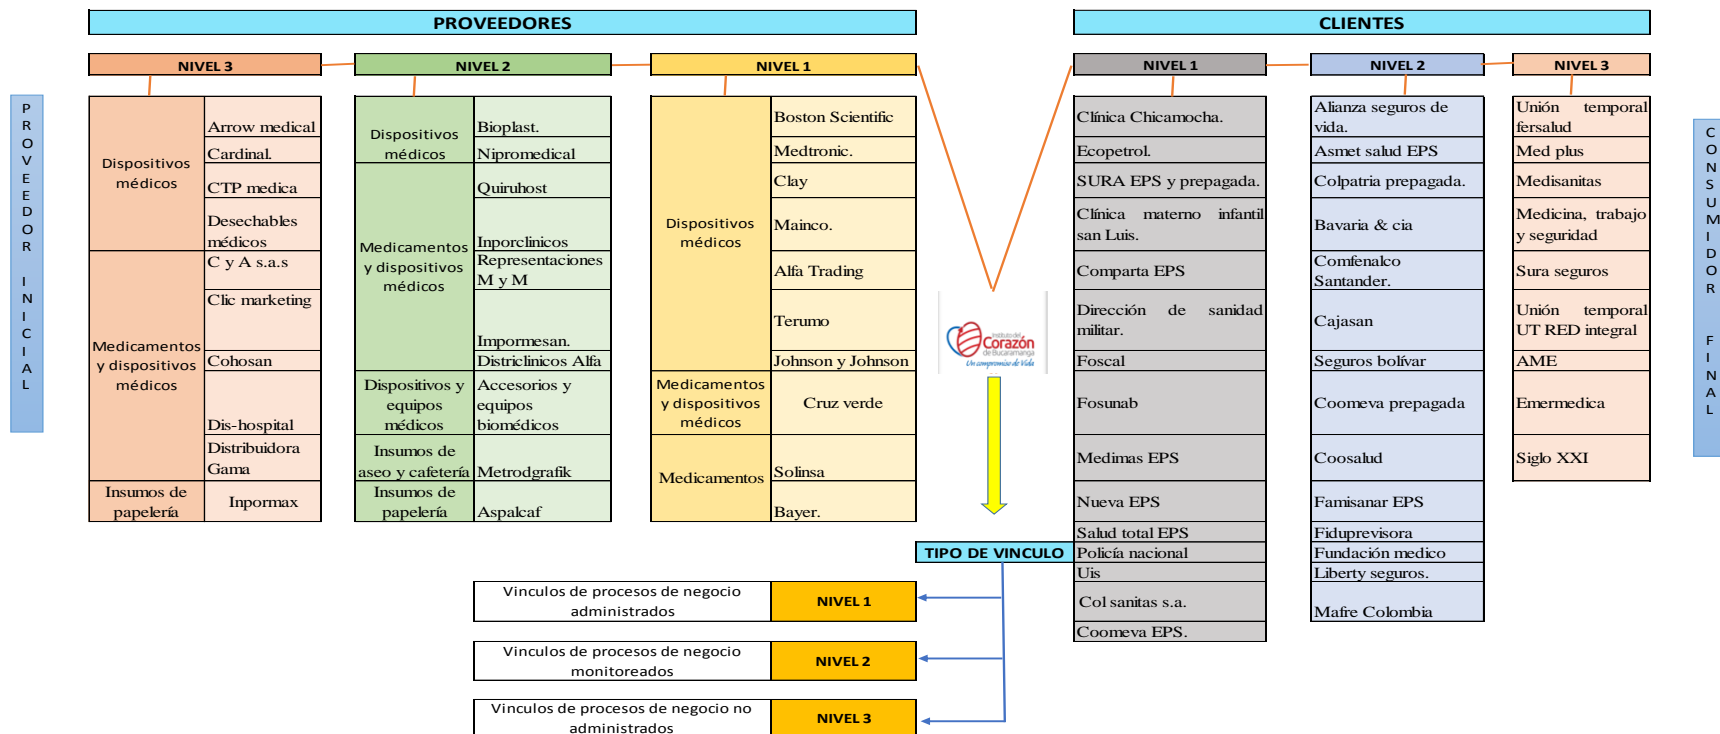 PROVEEDORES
CLIENTES
NIVEL 3
NIVEL 2
NIVEL 1
NIVEL 1
NIVEL 2
NIVEL 3
PROVEEDOR INICIAL
Dispositivos
médicos
Arrow medical
Cardinal.
CTP medica
Desechables
médicos
Medicamentos
y dispositivos
médicos
C y A s.a.s
Clic marketing
Cohosan
Dis-hospital
Distribuidora
Gama
Insumos de
papelería
Inpormax
Dispositivos
médicos
Bioplast.
Nipromedical
Medicamentos
y dispositivos
médicos
Quiruhost
Inporclinicos
Representaciones
M y M
Impormesan.
Districlinicos Alfa
Dispositivos y
equipos
médicos
Accesorios y
equipos
biomédicos
Insumos de
aseo y cafetería
Metrodgrafik
Insumos de
papelería
Aspalcaf
Dispositivos
médicos
Boston Scientific
Medtronic.
Clay
Mainco.
Alfa Trading
Terumo
Johnson y Johnson
Medicamentos
y dispositivos
médicos
Cruz verde
Medicamentos
Solinsa
Bayer.
Instituto del
Corazón
de Bucaramanga
Un compromiso de Vida
Clínica Chicamocha.
Ecopetrol.
SURA EPS y prepagada.
Clínica materno infantil
san Luis.
Comparta EPS
Dirección de sanidad
militar.
Foscal
Fosunab
Medimas EPS
Nueva EPS
Salud total EPS
Policía nacional
Uis
Col sanitas s.a.
Coomeva EPS.
Alianza seguros de
vida.
Asmet salud EPS
Colpatria prepagada.
Bavaria & cia
Comfenalco
Santander.
Cajasan
Seguros bolívar
Coomeva prepagada
Coosalud
Famisanar EPS
Fiduprevisora
Fundación medico
Liberty seguros.
Mafre Colombia
Unión temporal
fersalud
Med plus
Medisanitas
Medicina, trabajo
y seguridad
Sura seguros
Unión temporal
UT RED integral
AME
Emermedica
Siglo XXI
CONSUMIDOR FINAL
TIPO DE VINCULO
Vinculos de procesos de negocio
administrados
NIVEL 1
Vinculos de procesos de negocio
monitoreados
NIVEL 2
Vinculos de procesos de negocio no
administrados
NIVEL 3